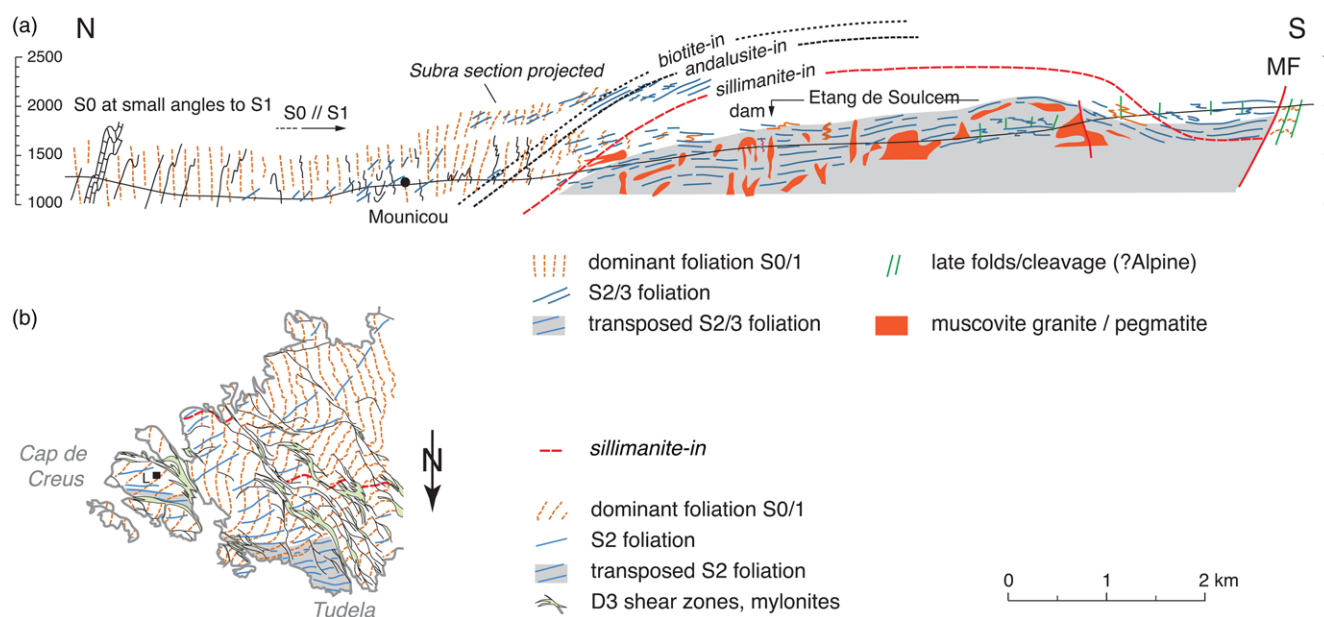 (a)
N
S
2500
2000
1500
1000
S0 at small angles to S1
S0 // S1
Subra section projected
biotite-in
andalusite-in
sillimanite-in
dam
Etang de Soulcem
MF
Mounicou
dominant foliation S0/1
S2/3 foliation
transposed S2/3 foliation
late folds/cleavage (?Alpine)
muscovite granite / pegmatite
(b)
Cap de
Creus
L
Tudela
N
sillimanite-in
dominant foliation S0/1
S2 foliation
transposed S2 foliation
D3 shear zones, mylonites
0 1 2 km